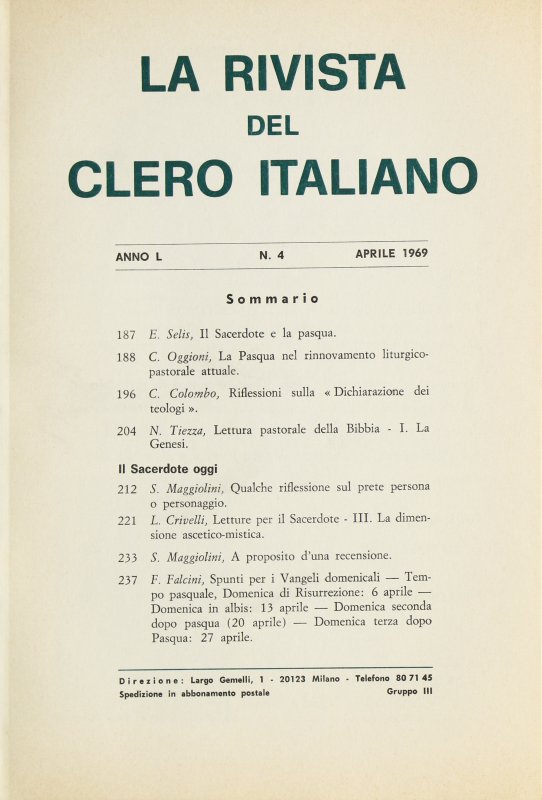 LA RIVISTA
DEL
CLERO ITALIANO
ANNO L N. 4 APRILE 1969
Sommario
187 E. Selis, Il Sacerdote e la pasqua.
188 C. Oggioni, La Pasqua nel rinnovamento liturgico-
pastorale attuale.
196 C. Colombo, Riflessioni sulla « Dichiarazione dei
teologi ».
204 N. Tiezza, Lettura pastorale della Bibbia - I. La
Genesi.
Il Sacerdote oggi
212 S. Maggiolini, Qualche riflessione sul prete persona
o personaggio.
221 L. Crivelli, Letture per il Sacerdote - III. La dimen-
sione ascetico-mistica.
233 S. Maggiolini, A proposito d'una recensione.
237 F. Falcini, Spunti per i Vangeli domenicali — Tem-
po pasquale, Domenica di Risurrezione: 6 aprile —
Domenica in albis: 13 aprile — Domenica seconda
dopo pasqua (20 aprile) — Domenica terza dopo
Pasqua: 27 aprile.
Direzione: Largo Gemelli, 1 - 20123 Milano - Telefono 80 71 45
Spedizione in abbonamento postale Gruppo III